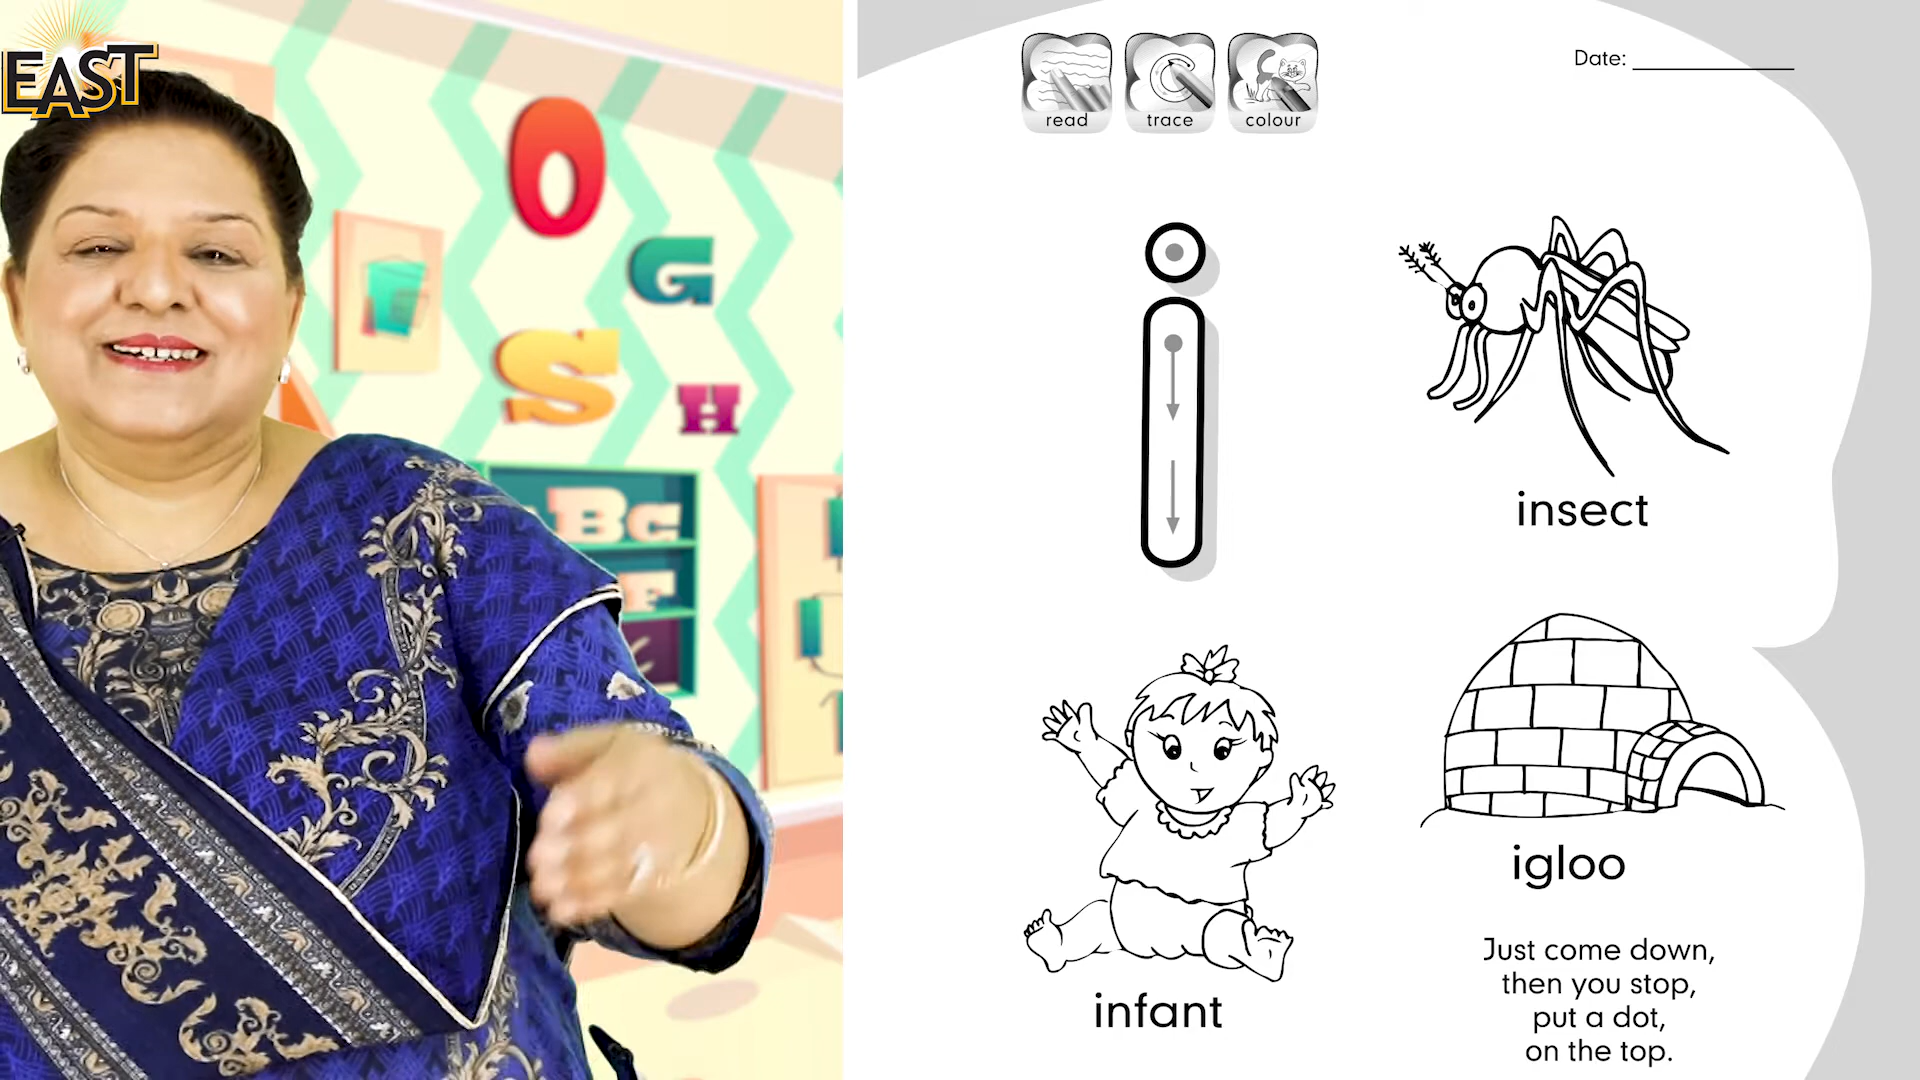 EAST
O
G
S
H
BC
F
read
trace
colour
Date:
i
insect
infant
igloo
Just come down,
then you stop,
put a dot,
on the top.